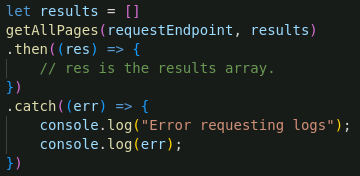 let results = []
getAllPages(requestEndpoint, results)
.then((res) => {
    // res is the results array.
})
.catch((err) => {
    console.log("Error requesting logs");
    console.log(err);
})